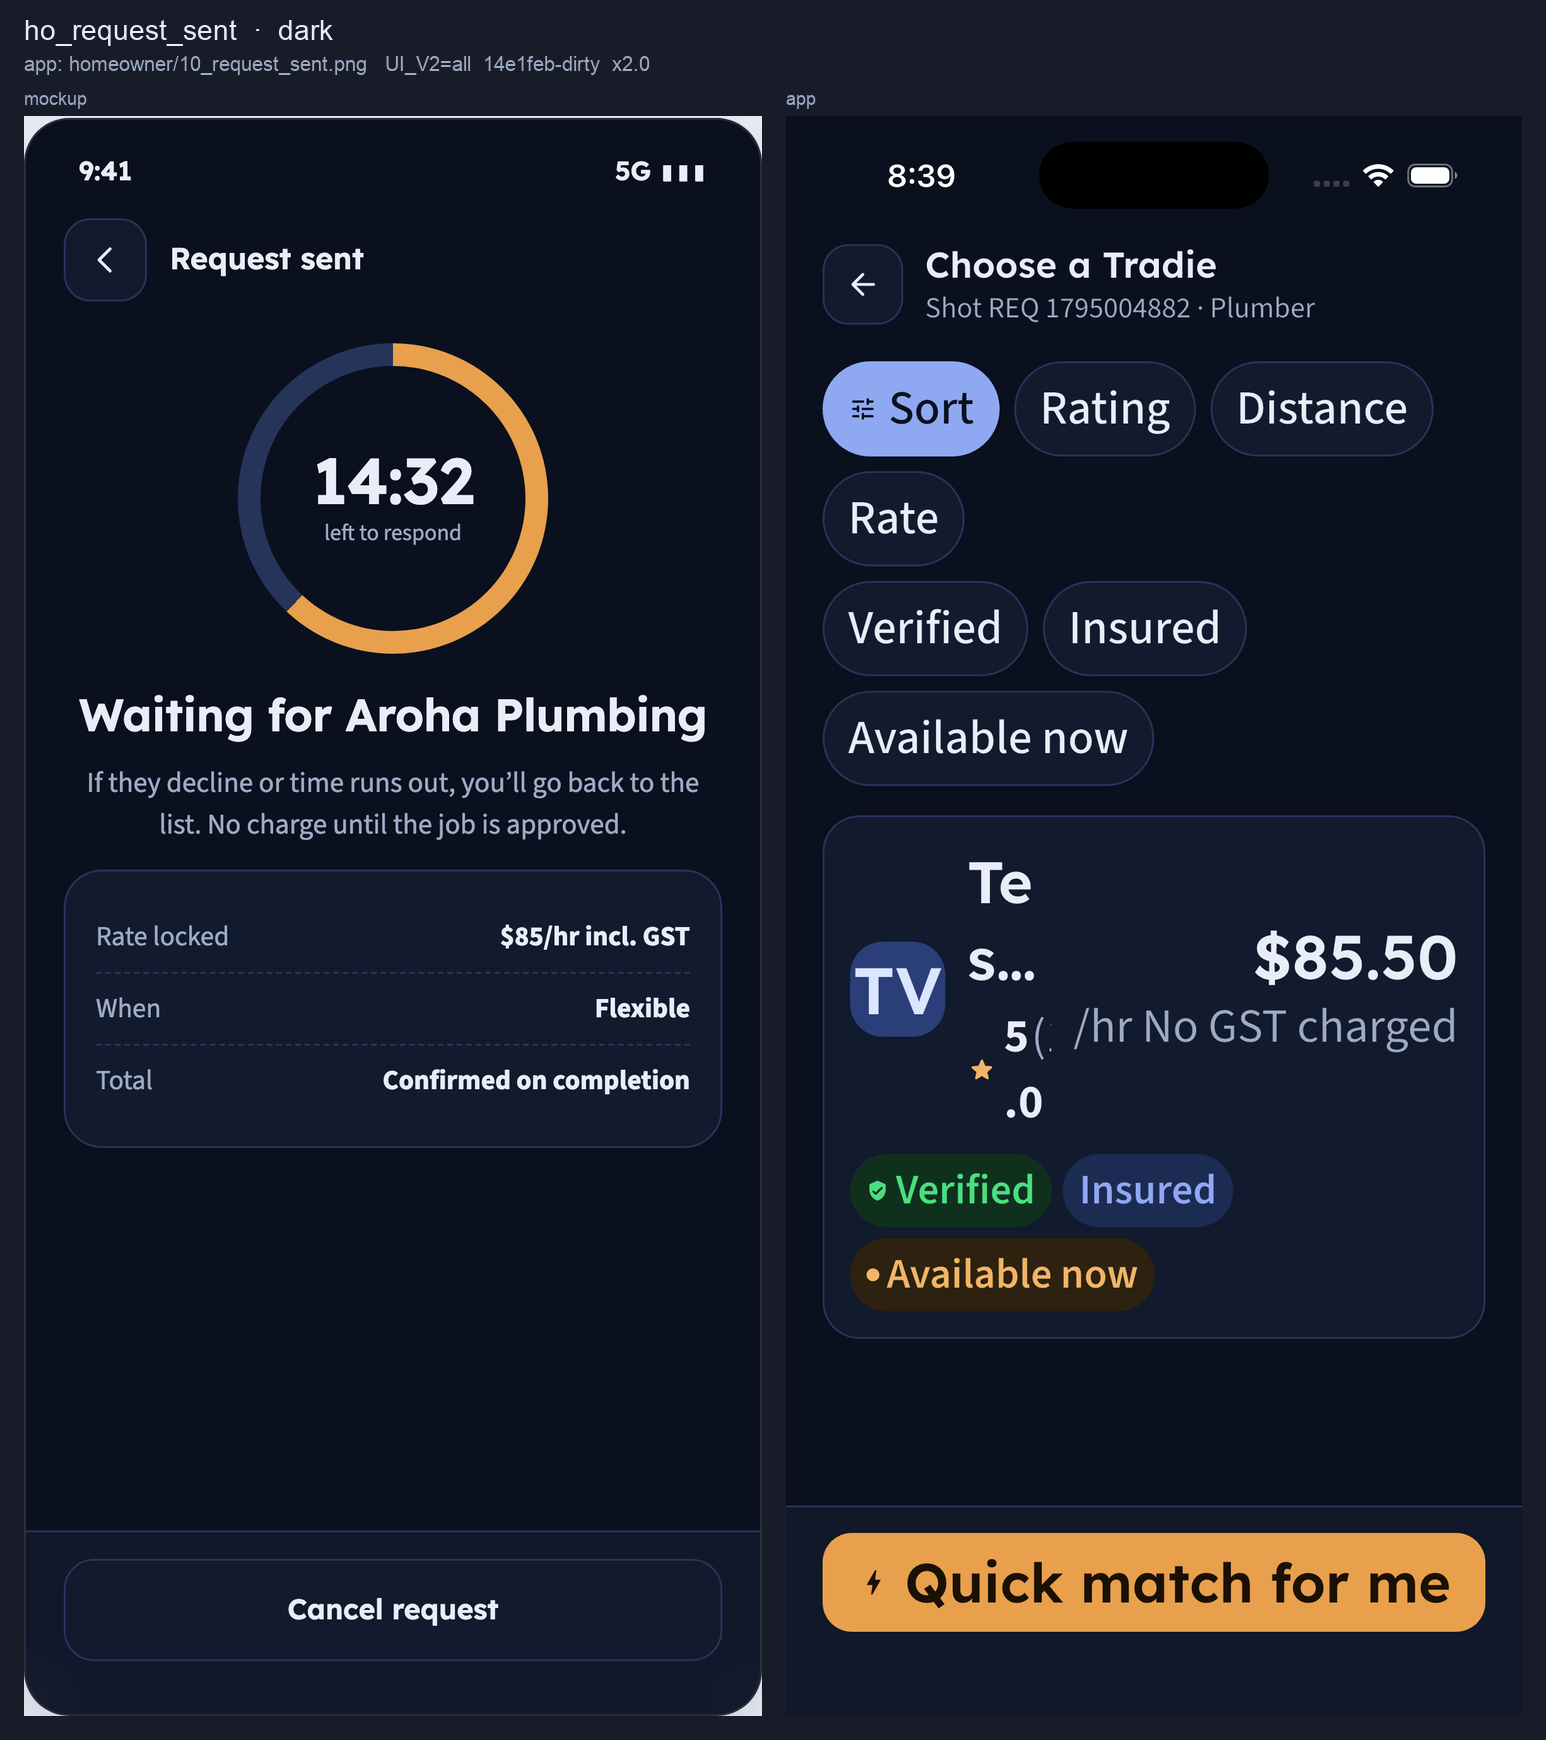 ho_request_sent · dark
app: homeowner/10_request_sent.png UI_V2=all 14e1feb-dirty x2.0
mockup
9:41
5G
Request sent
14:32
left to respond
Waiting for Aroha Plumbing
If they decline or time runs out, you’ll go back to the
list. No charge until the job is approved.
Rate locked
$85/hr incl. GST
When
Flexible
Total
Confirmed on completion
Cancel request
app
8:39
Choose a Tradie
Shot REQ 1795004882 · Plumber
Sort
Rating
Distance
Rate
Verified
Insured
Available now
TV
Te
s...
5
.0
$85.50
/hr No GST charged
Verified
Insured
Available now
Quick match for me